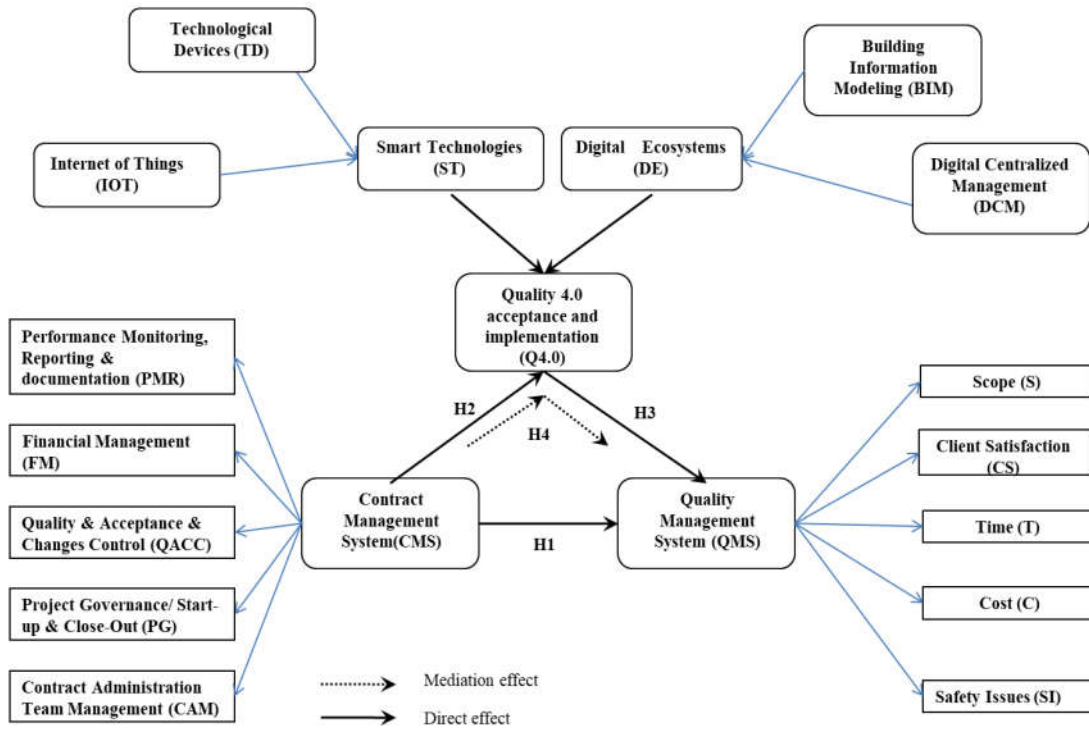 Technological
Devices (TD)
Building
Information
Modeling (BIM)
Internet of Things
(IOT)
Smart Technologies
(ST)
Digital Ecosystems
(DE)
Digital Centralized
Management
(DCM)
Quality 4.0
acceptance and
implementation
(Q4.0)
Performance Monitoring,
Reporting &
documentation (PMR)
Financial Management
(FM)
Quality & Acceptance &
Changes Control (QACC)
Project Governance/ Start-
up & Close-Out (PG)
Contract Administration
Team Management (CAM)
H2
H4
H3
Contract
Management
System(CMS)
H1
Quality
Management
System (QMS)
Scope (S)
Client Satisfaction
(CS)
Time (T)
Cost (C)
Safety Issues (SI)
Mediation effect
Direct effect